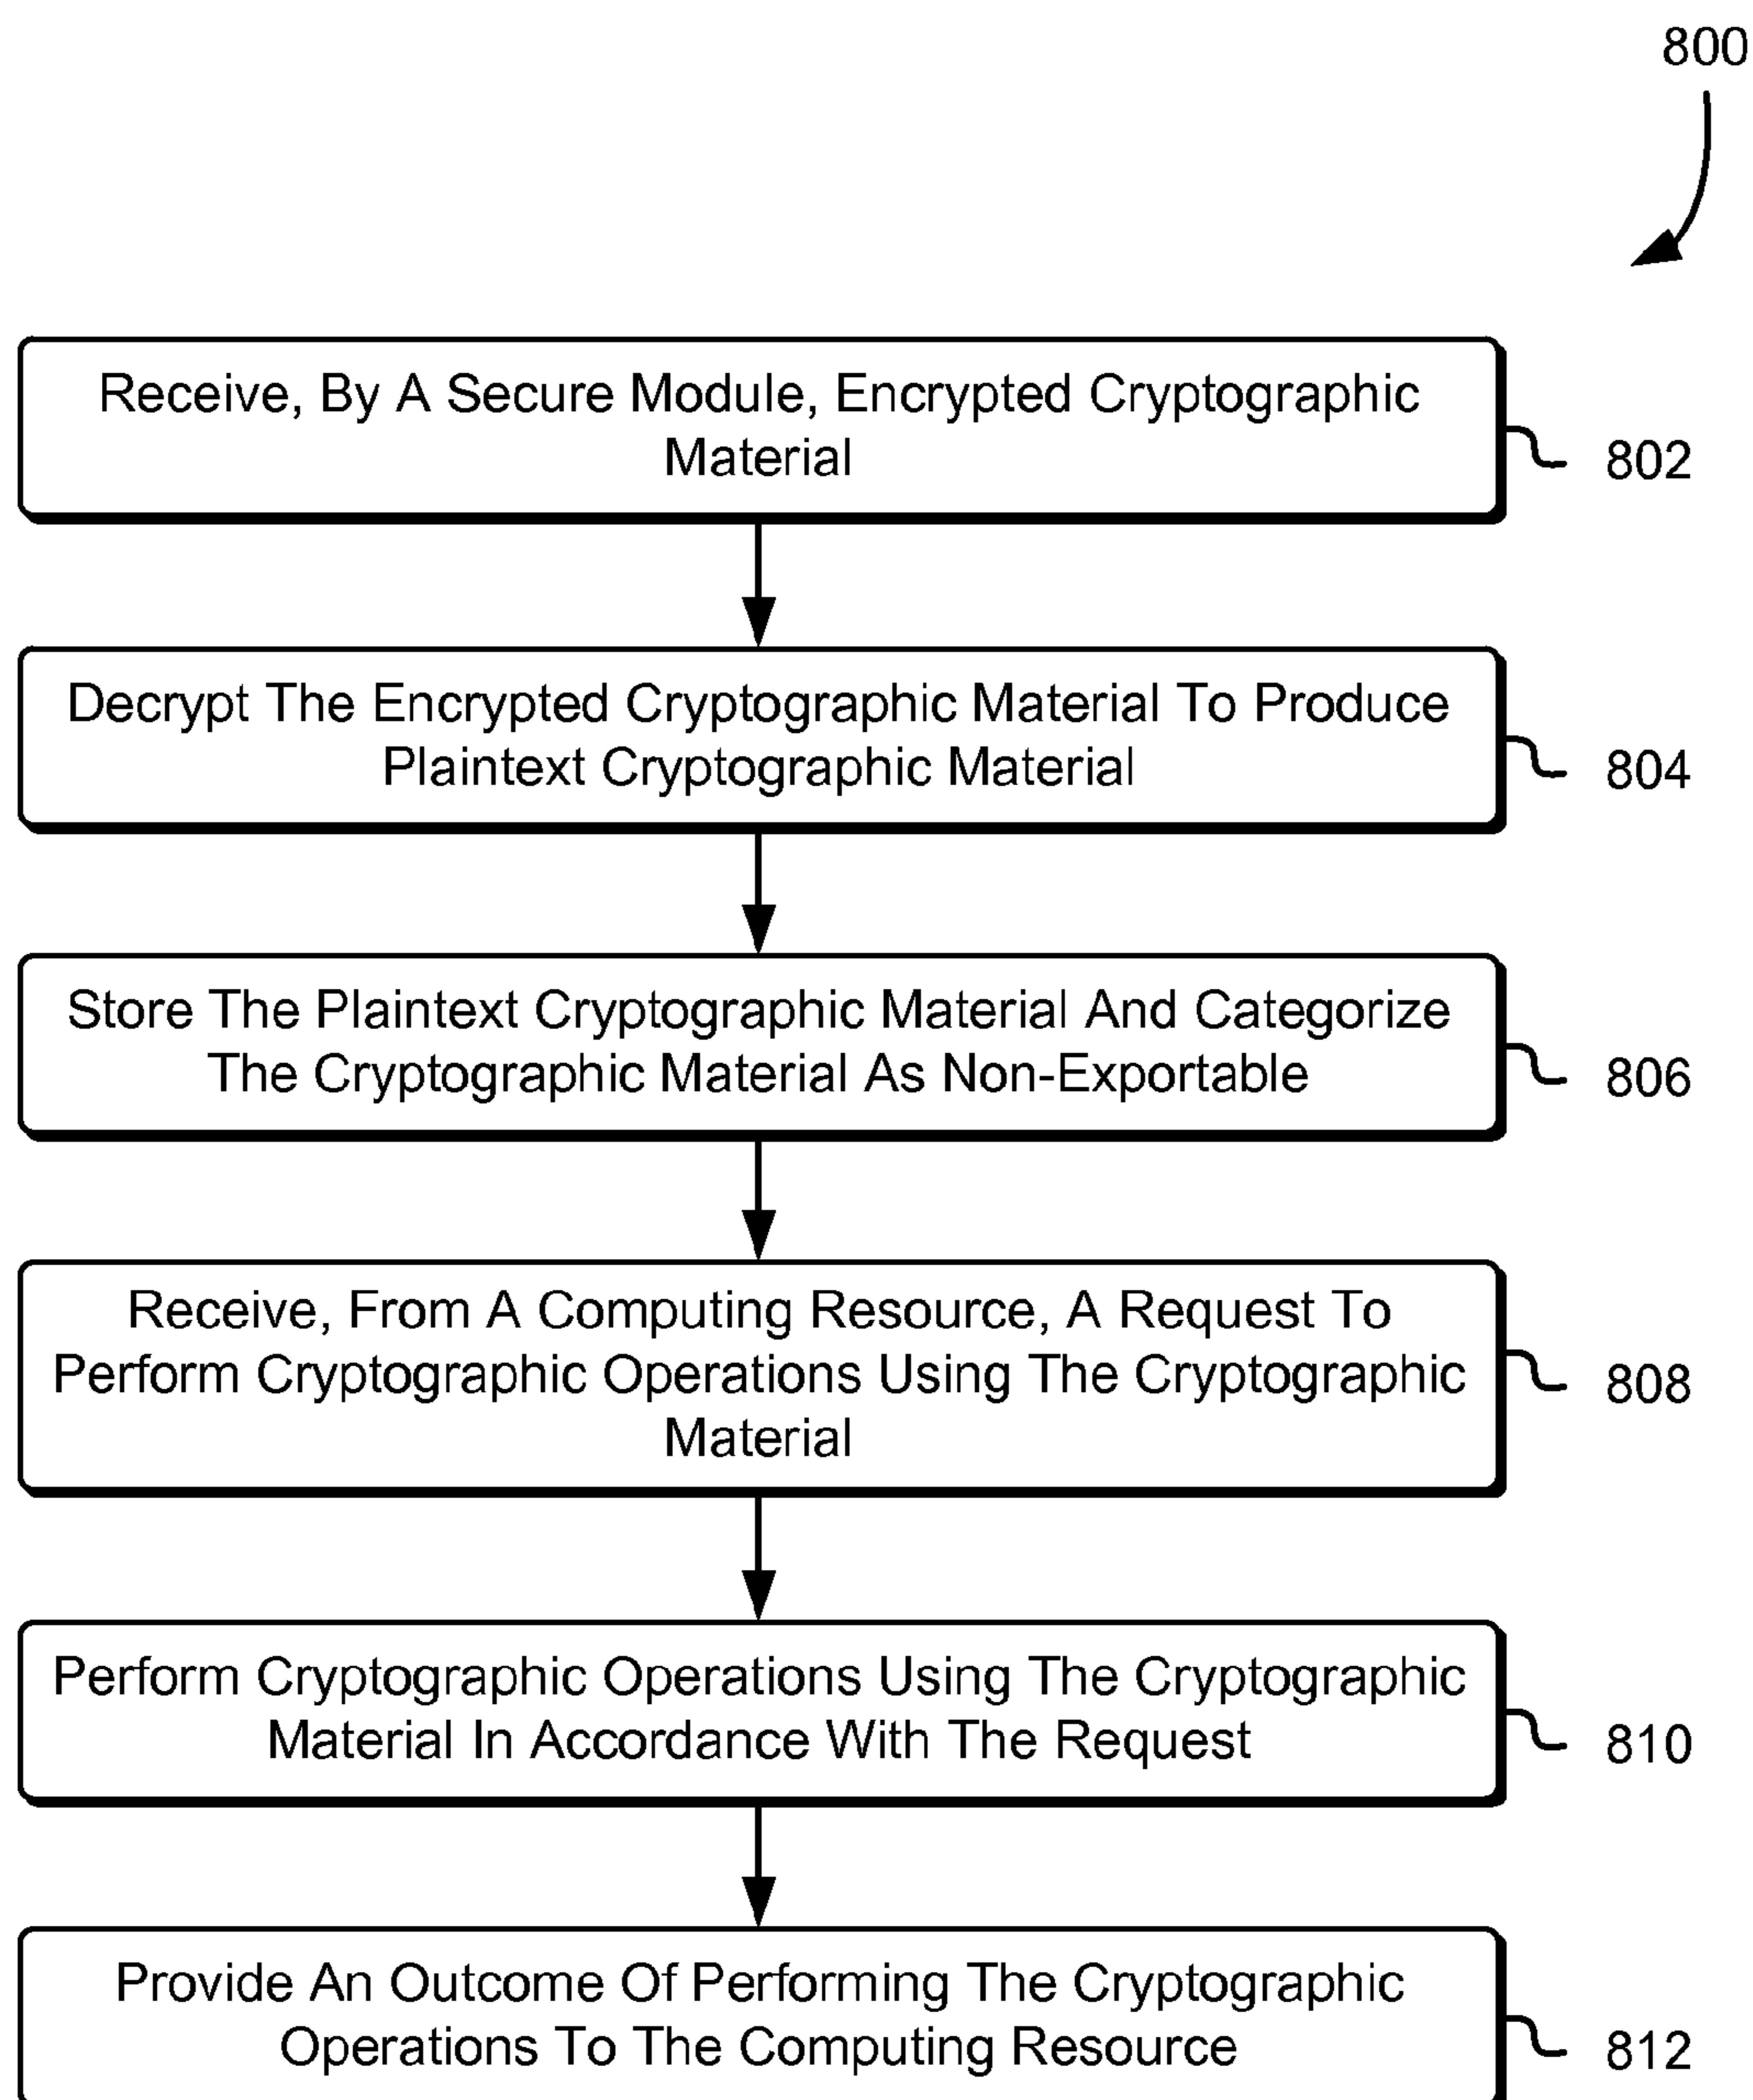 800
Receive, By A Secure Module, Encrypted Cryptographic
Material
802
Decrypt The Encrypted Cryptographic Material To Produce
Plaintext Cryptographic Material
804
Store The Plaintext Cryptographic Material And Categorize
The Cryptographic Material As Non-Exportable
806
Receive, From A Computing Resource, A Request To
Perform Cryptographic Operations Using The Cryptographic
Material
808
Perform Cryptographic Operations Using The Cryptographic
Material In Accordance With The Request
810
Provide An Outcome Of Performing The Cryptographic
Operations To The Computing Resource
812